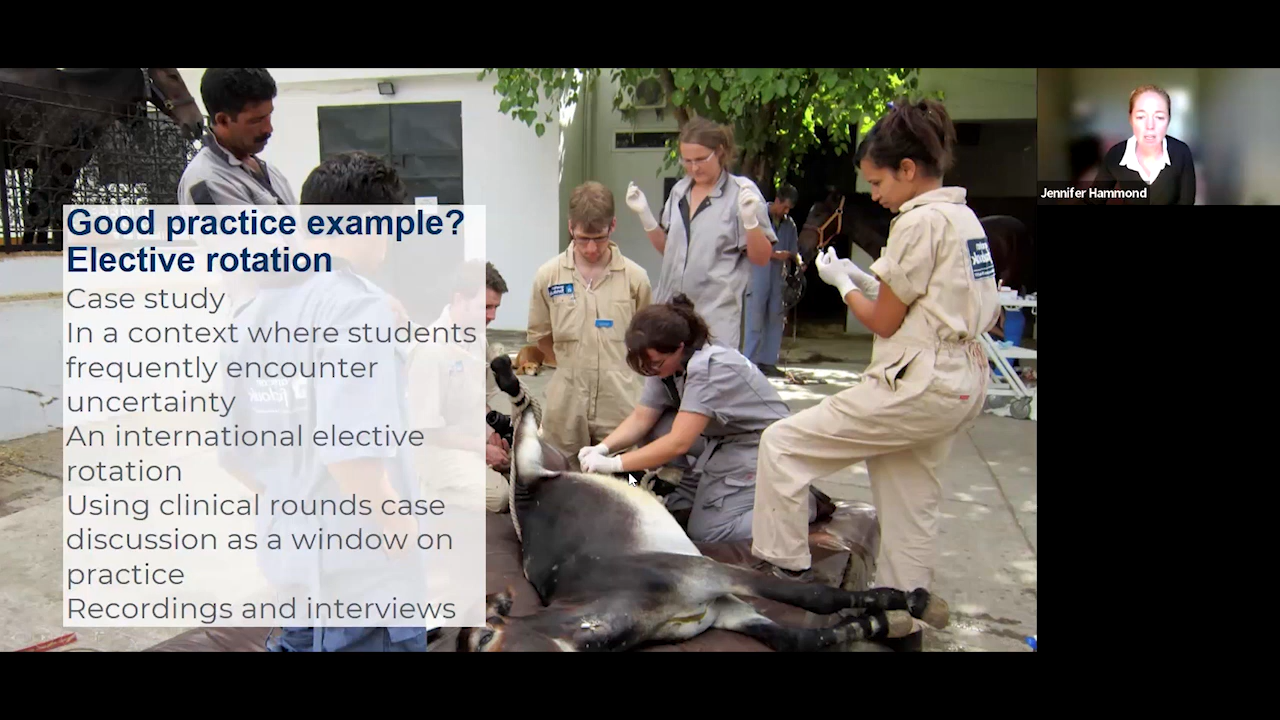 Good practice example?
Elective rotation
Case study
In a context where students
frequently encounter
uncertainty
An international elective
rotation
Using clinical rounds case
discussion as a window on
practice
Recordings and interviews
Jennifer Hammond